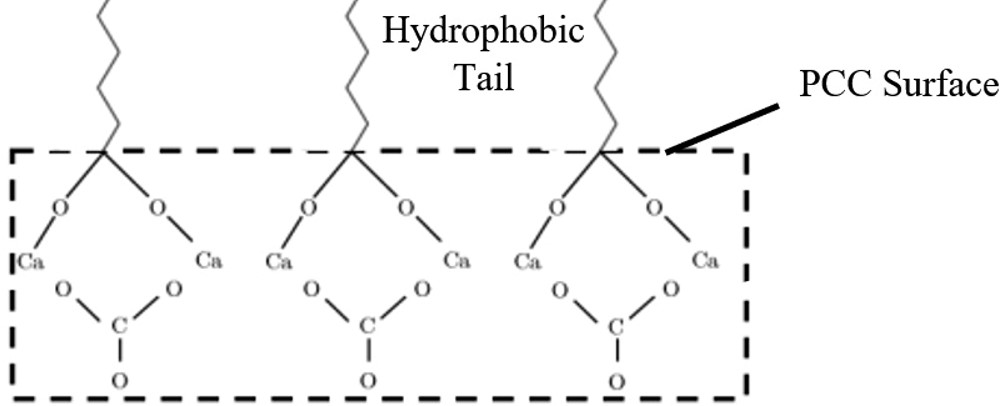 Hydrophobic
Tail
PCC Surface
O O O O O O
Ca Ca Ca Ca Ca Ca
O O O O O O
C C C
O O O